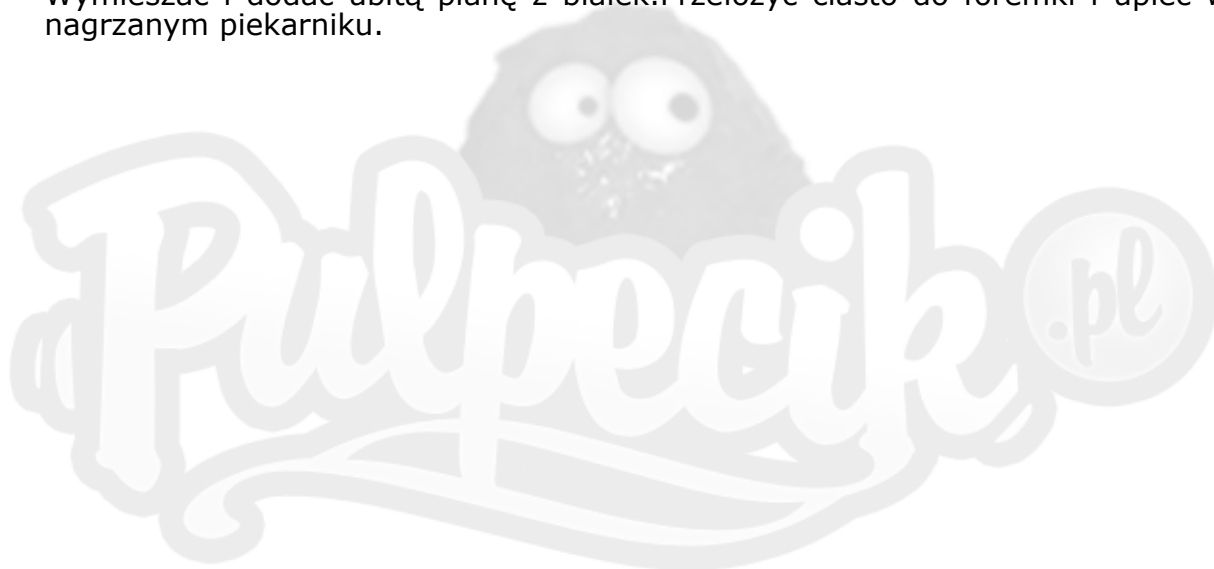 Wymieszać i dodać ubitą pianę z białek.Przełożyć ciasto do foremki i upiec w
nagrzanym piekarniku.
Pulpecik.pl